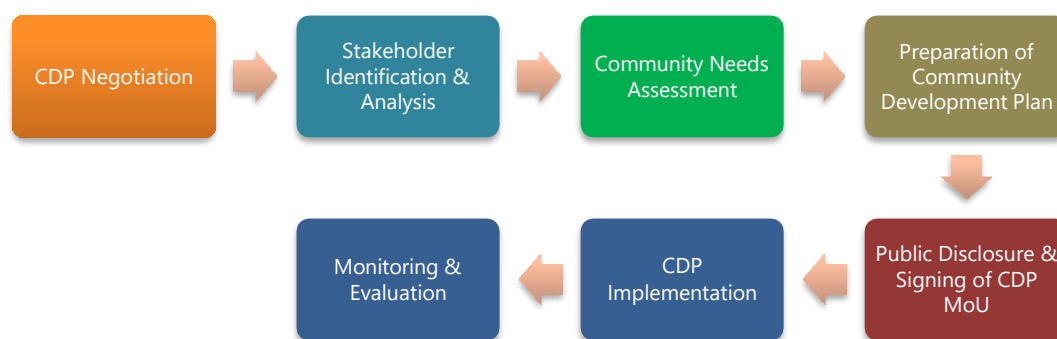 CDP Negotiation
Stakeholder
Identification &
Analysis
Community Needs
Assessment
Preparation of
Community
Development Plan
Public Disclosure &
Signing of CDP
MoU
CDP
Implementation
Monitoring &
Evaluation